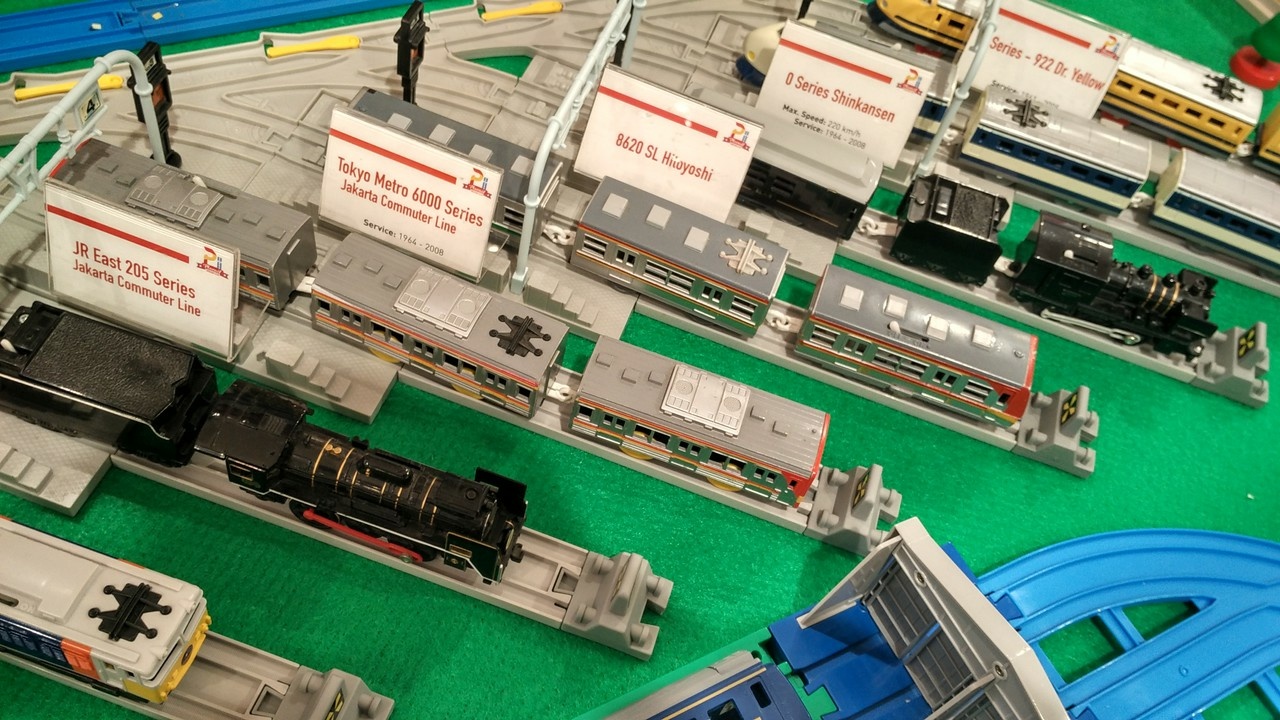 4
JR East 205 Series
Jakarta Commuter Line
Tokyo Metro 6000 Series
Jakarta Commuter Line
Service: 1964 - 2008
8620 SL Hitoyoshi
0 Series Shinkansen
Max. Speed: 220 km/h
Service: 1964 - 2008
Series - 922 Dr. Yellow